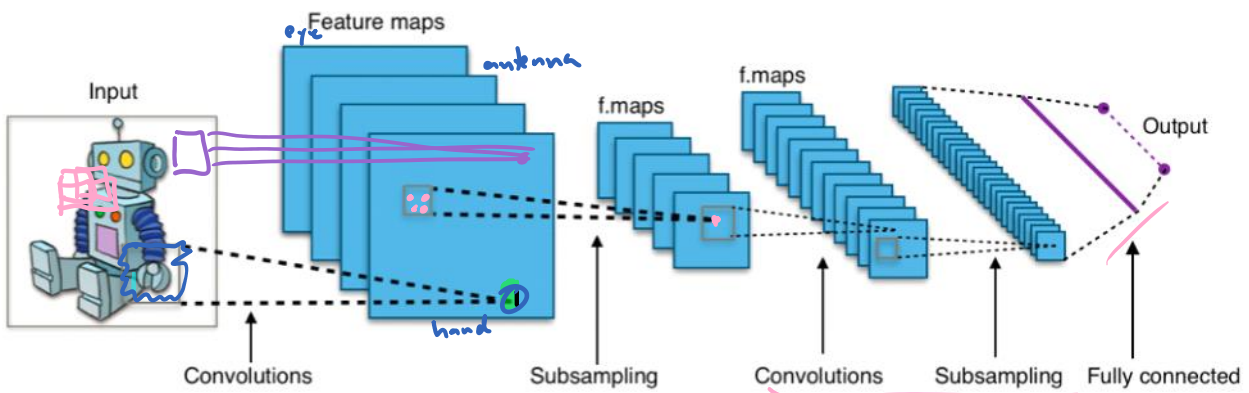 eye
Feature maps
antenna
Input
f.maps
f.maps
Output
hand
Convolutions
Subsampling
Convolutions
Subsampling
Fully connected